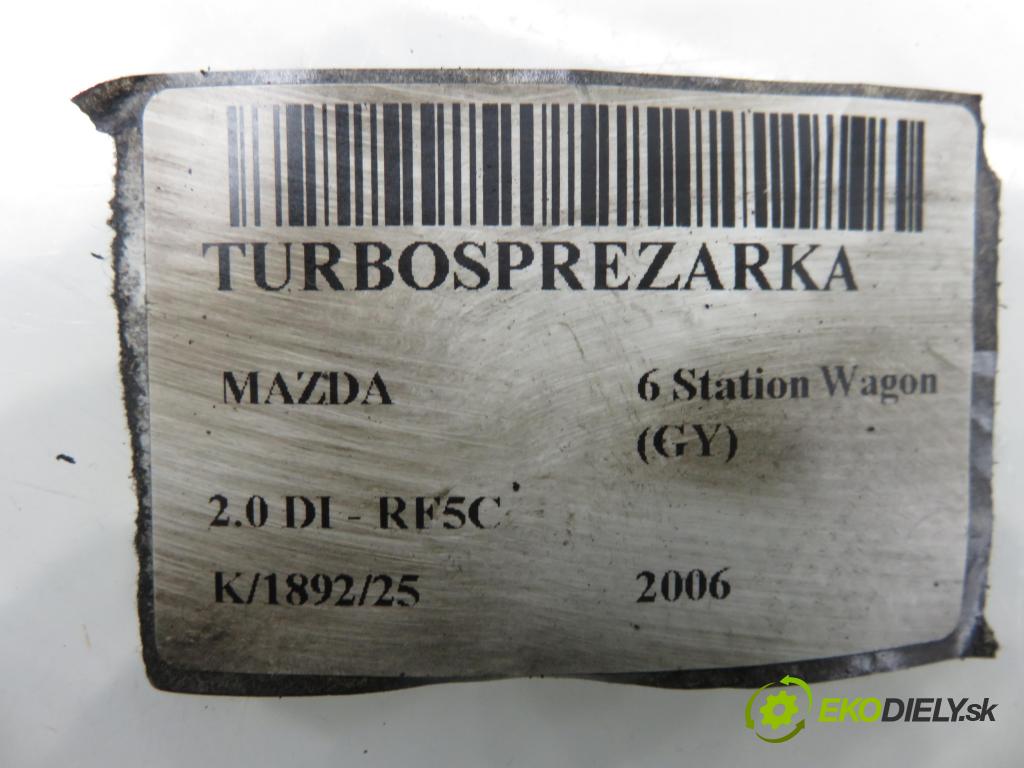 TURBOSPREZARKA
MAZDA
6 Station Wagon
(GY)
2.0 DI - RF5C
K/1892/25
2006
EKODIELY.sk